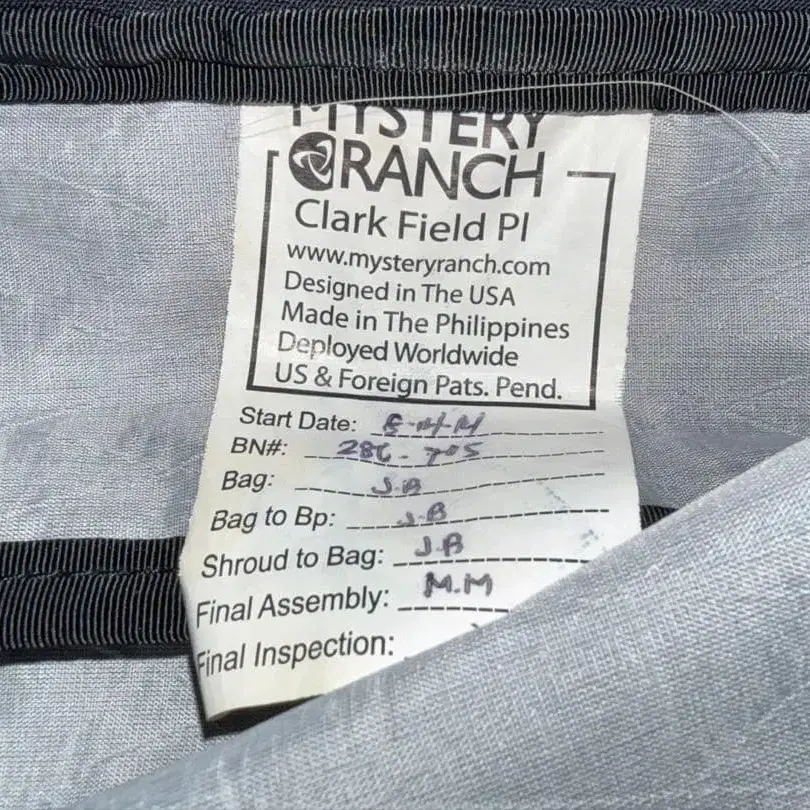 MYSTERY
RANCH
Clark Field Pl
www.mysteryranch.com
Designed in The USA
Made in The Philippines
Deployed Worldwide
US & Foreign Pats. Pend.
Start Date:
BN#:
Bag: J.B
Bag to Bp: J.B
Shroud to Bag: J.B
Final Assembly: M.M
Final Inspection: